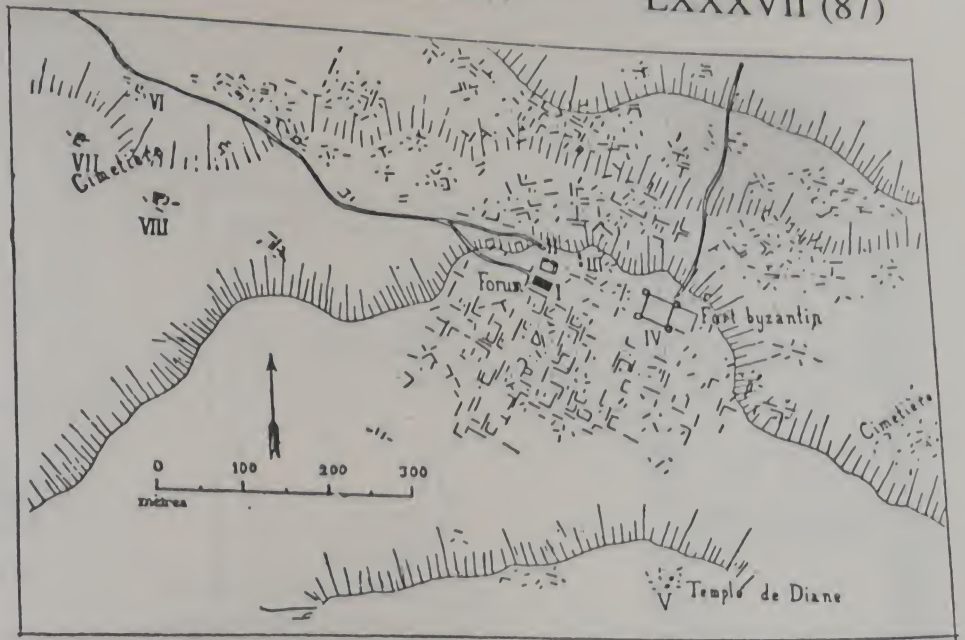 LXXXVII (87)
VI
VII
Cimetière
VIII
Forum
I
III
IV
Fort byzantin
Cimetière
0 100 200 300
mètres
V
Temple de Diane